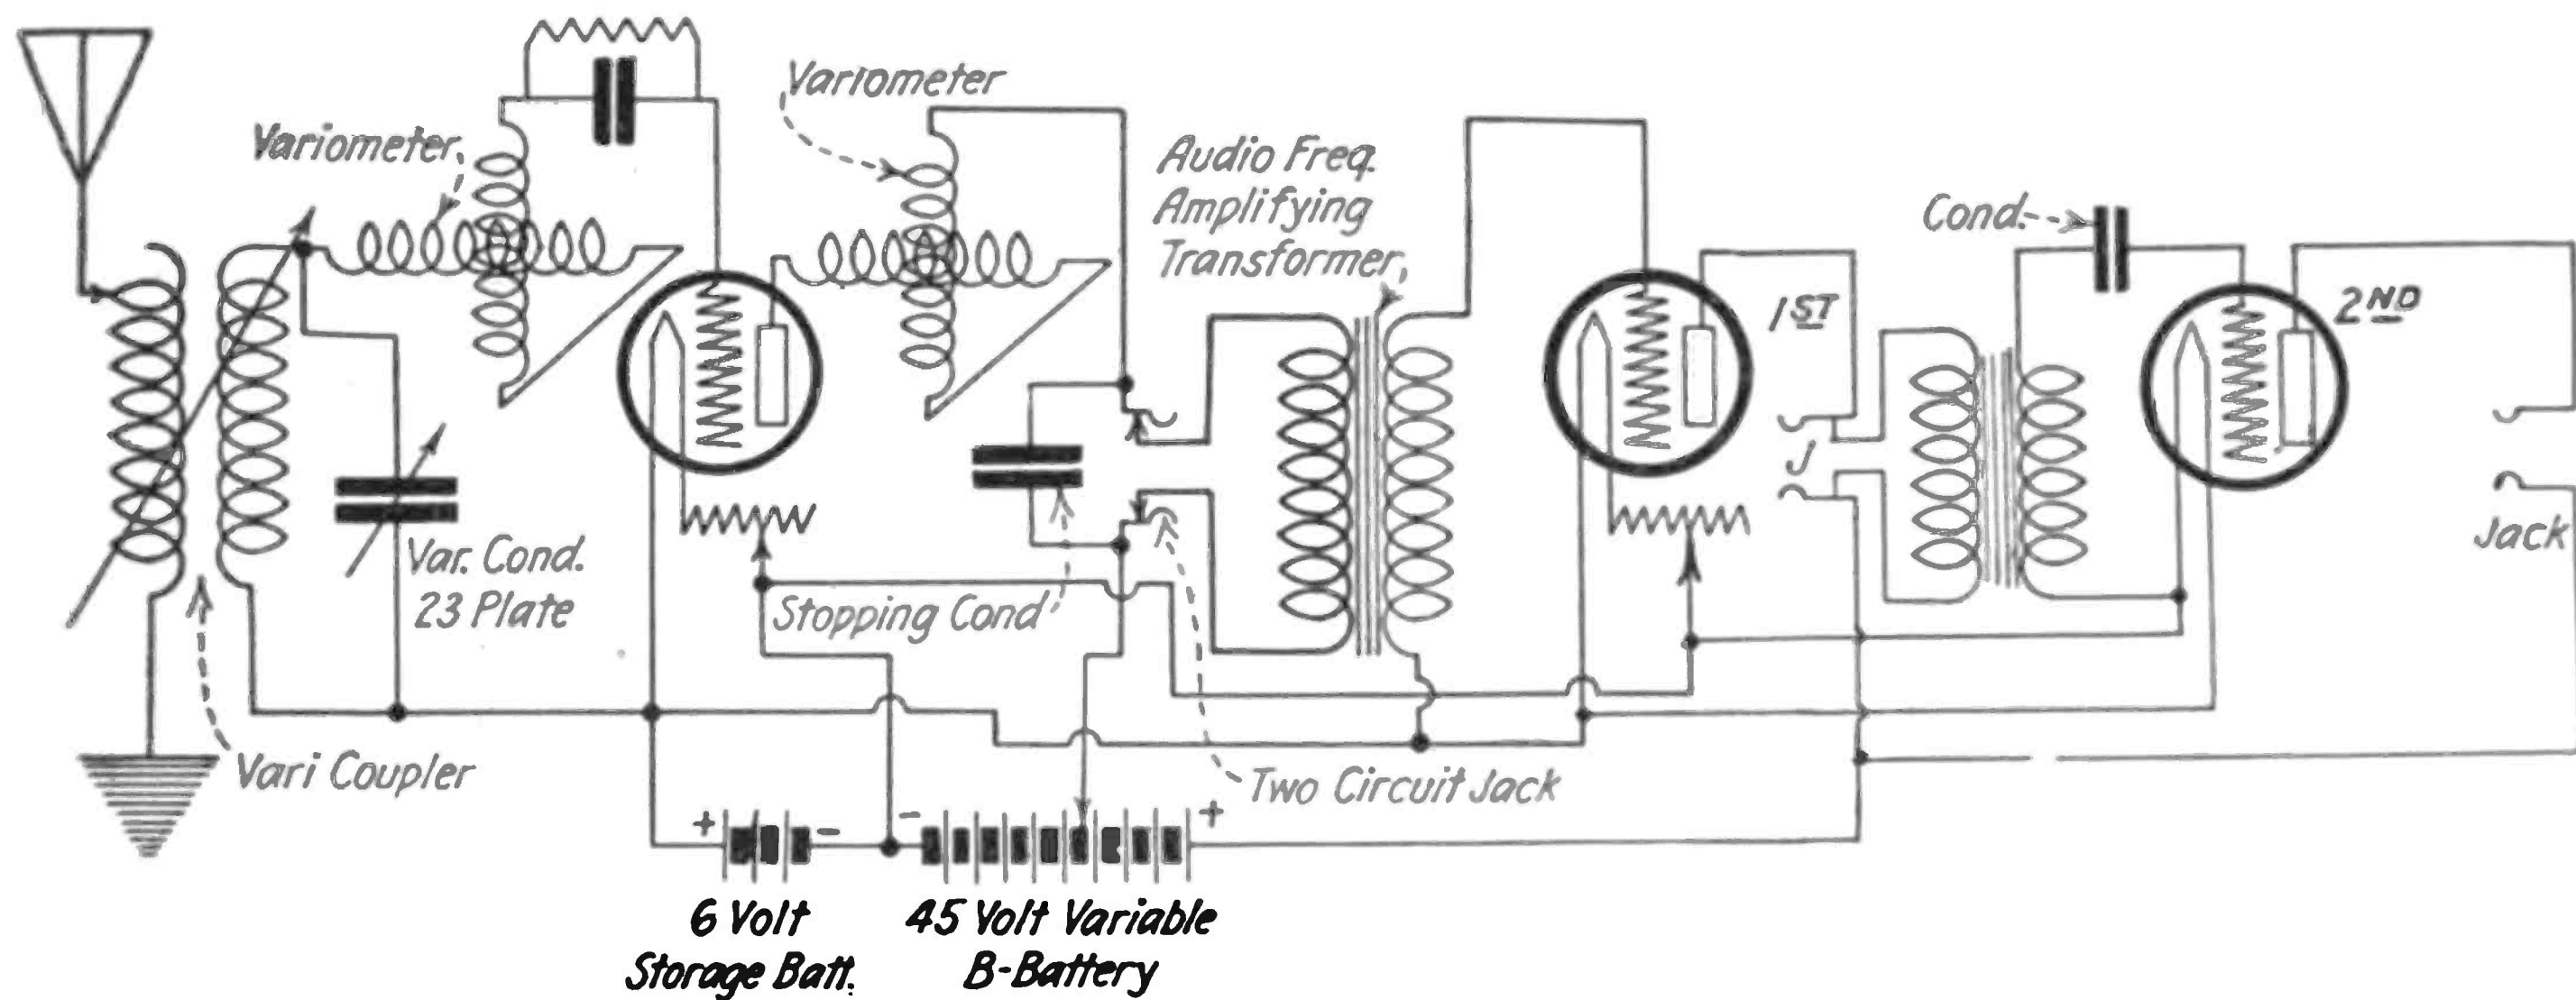 Variometer
Variometer
Audio Freq.
Amplifying
Transformer
Cond.
1ST
2ND
J
Jack
Var. Cond.
23 Plate
Stopping Cond
Vari Coupler
Two Circuit Jack
+ - - +
6 Volt
Storage Batt.
45 Volt Variable
B-Battery